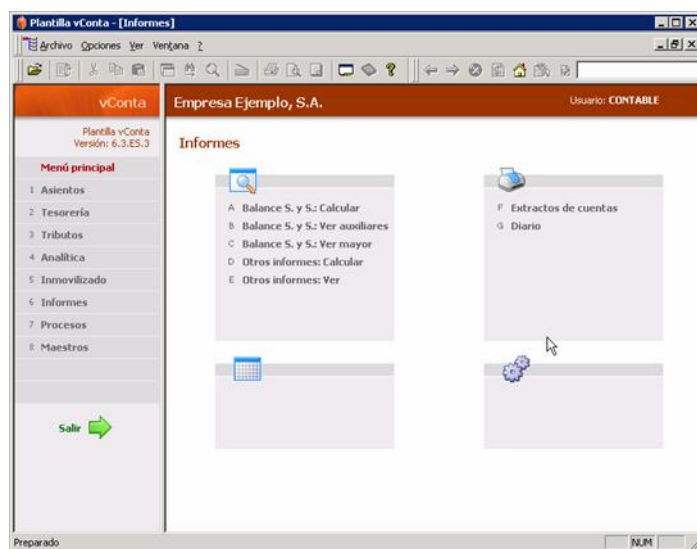 Plantilla vConta - [Informes]
Archivo Opciones Ver Ventana ?
vConta
Empresa Ejemplo, S.A.
Usuario: CONTABLE
Plantilla vConta
Versión: 6.3.E5.3
Menú principal
1 Asientos
2 Tesorería
3 Tributos
4 Analítica
5 Inmovilizado
6 Informes
7 Procesos
8 Maestros
Salir
Informes
A Balance S. y S.: Calcular
B Balance S. y S.: Ver auxiliares
C Balance S. y S.: Ver mayor
D Otros informes: Calcular
E Otros informes: Ver
F Extractos de cuentas
G Diario
Preparado
NUM